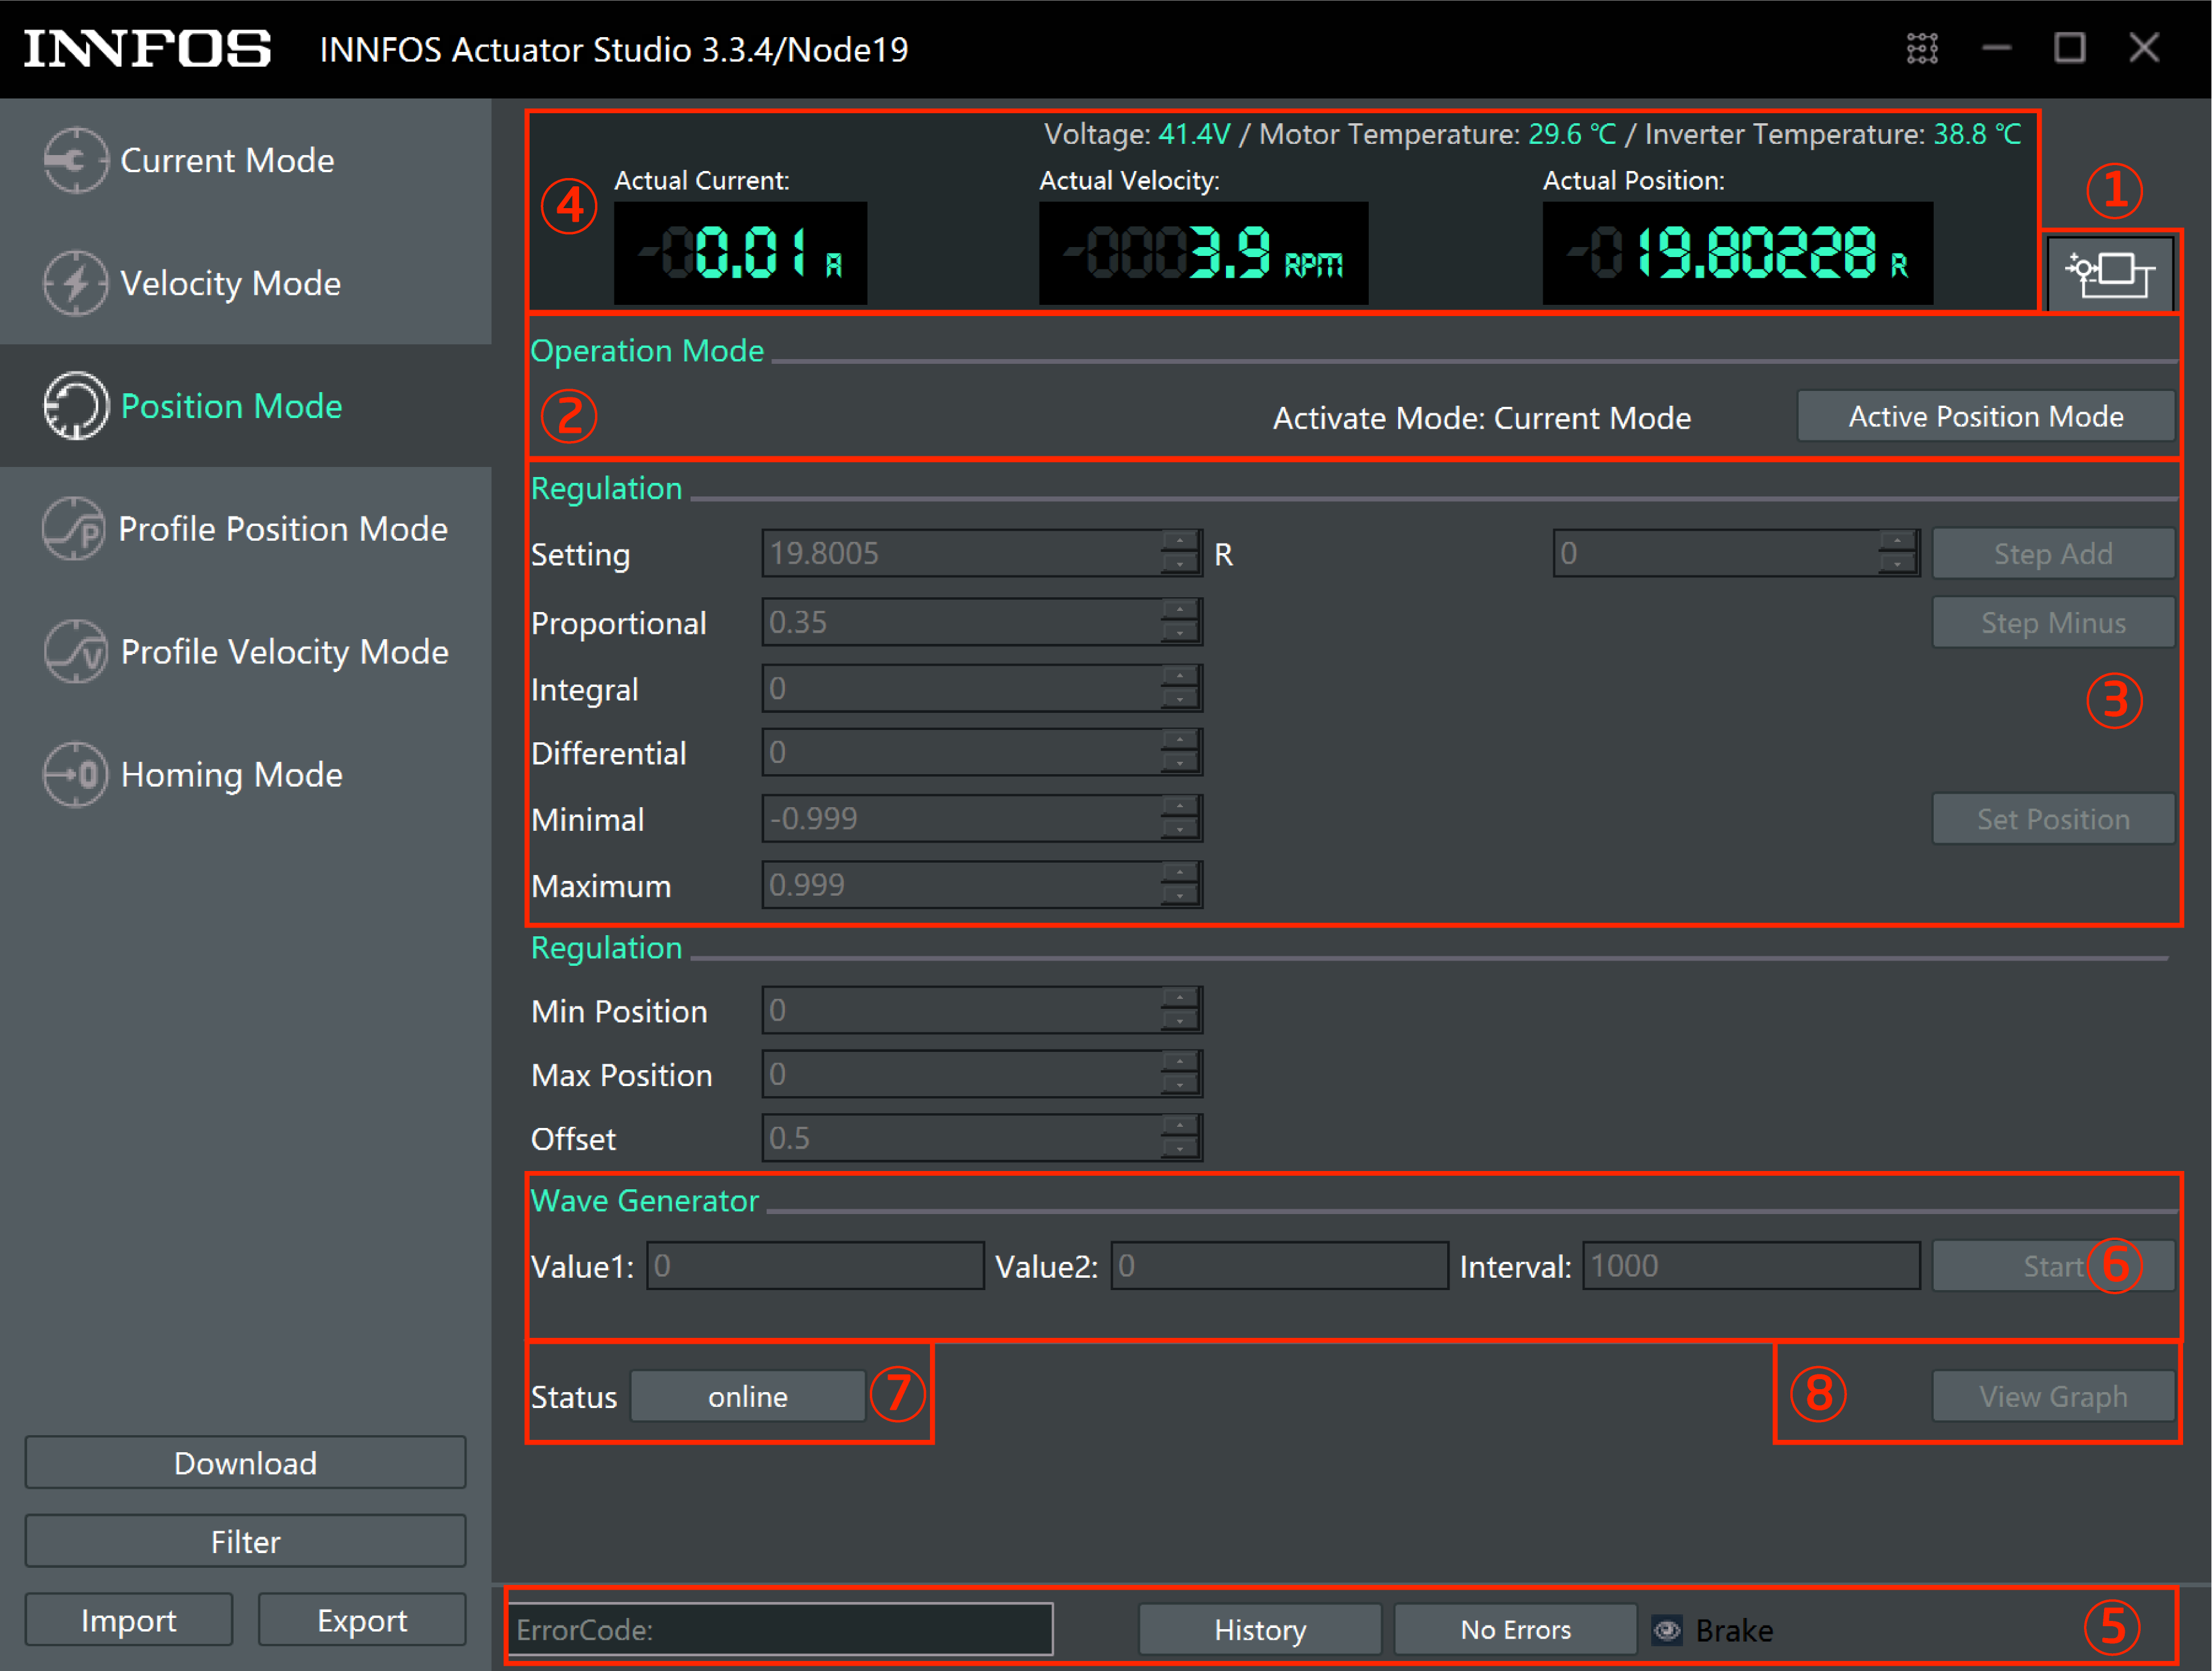 INNFOS INNFOS Actuator Studio 3.3.4/Node19
Current Mode
Velocity Mode
Position Mode
Profile Position Mode
Profile Velocity Mode
Homing Mode
Download
Filter
Import Export
Voltage: 41.4V / Motor Temperature: 29.6 ℃ / Inverter Temperature: 38.8 ℃
④ Actual Current: Actual Velocity: Actual Position: ①
0.01 A 3.9 RPM 19.80228 R
Operation Mode
② Activate Mode: Current Mode Active Position Mode
Regulation
Setting 19.8005 R 0 Step Add
Proportional 0.35 Step Minus
Integral 0 ③
Differential 0
Minimal -0.999 Set Position
Maximum 0.999
Regulation
Min Position 0
Max Position 0
Offset 0.5
Wave Generator
Value1: 0 Value2: 0 Interval: 1000 Start ⑥
Status online ⑦ ⑧ View Graph
ErrorCode: History No Errors Brake ⑤